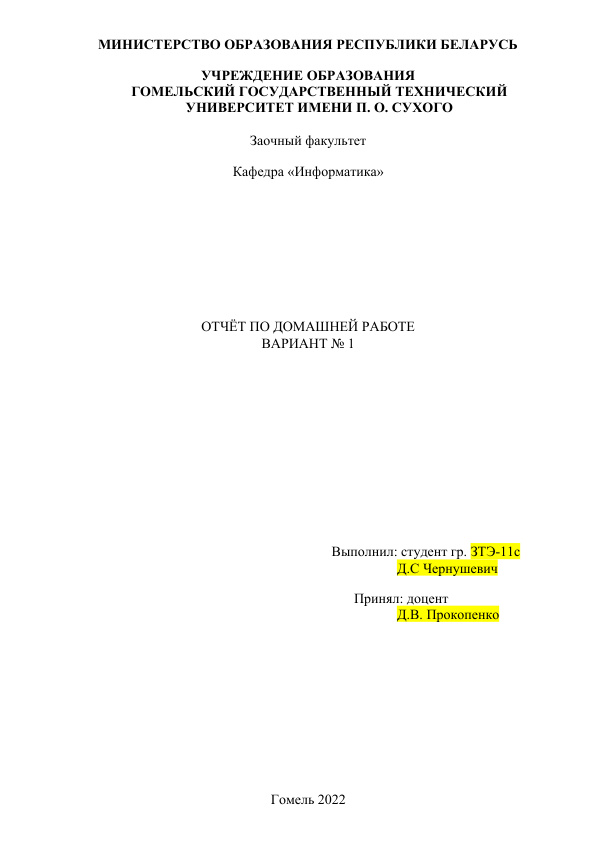 МИНИСТЕРСТВО ОБРАЗОВАНИЯ РЕСПУБЛИКИ БЕЛАРУСЬ
УЧРЕЖДЕНИЕ ОБРАЗОВАНИЯ
ГОМЕЛЬСКИЙ ГОСУДАРСТВЕННЫЙ ТЕХНИЧЕСКИЙ
УНИВЕРСИТЕТ ИМЕНИ П. О. СУХОГО
Заочный факультет
Кафедра «Информатика»
ОТЧЁТ ПО ДОМАШНЕЙ РАБОТЕ
ВАРИАНТ № 1
Выполнил: студент гр. ЗТЭ-11с
Д.С Чернушевич
Принял: доцент
Д.В. Прокопенко
Гомель 2022